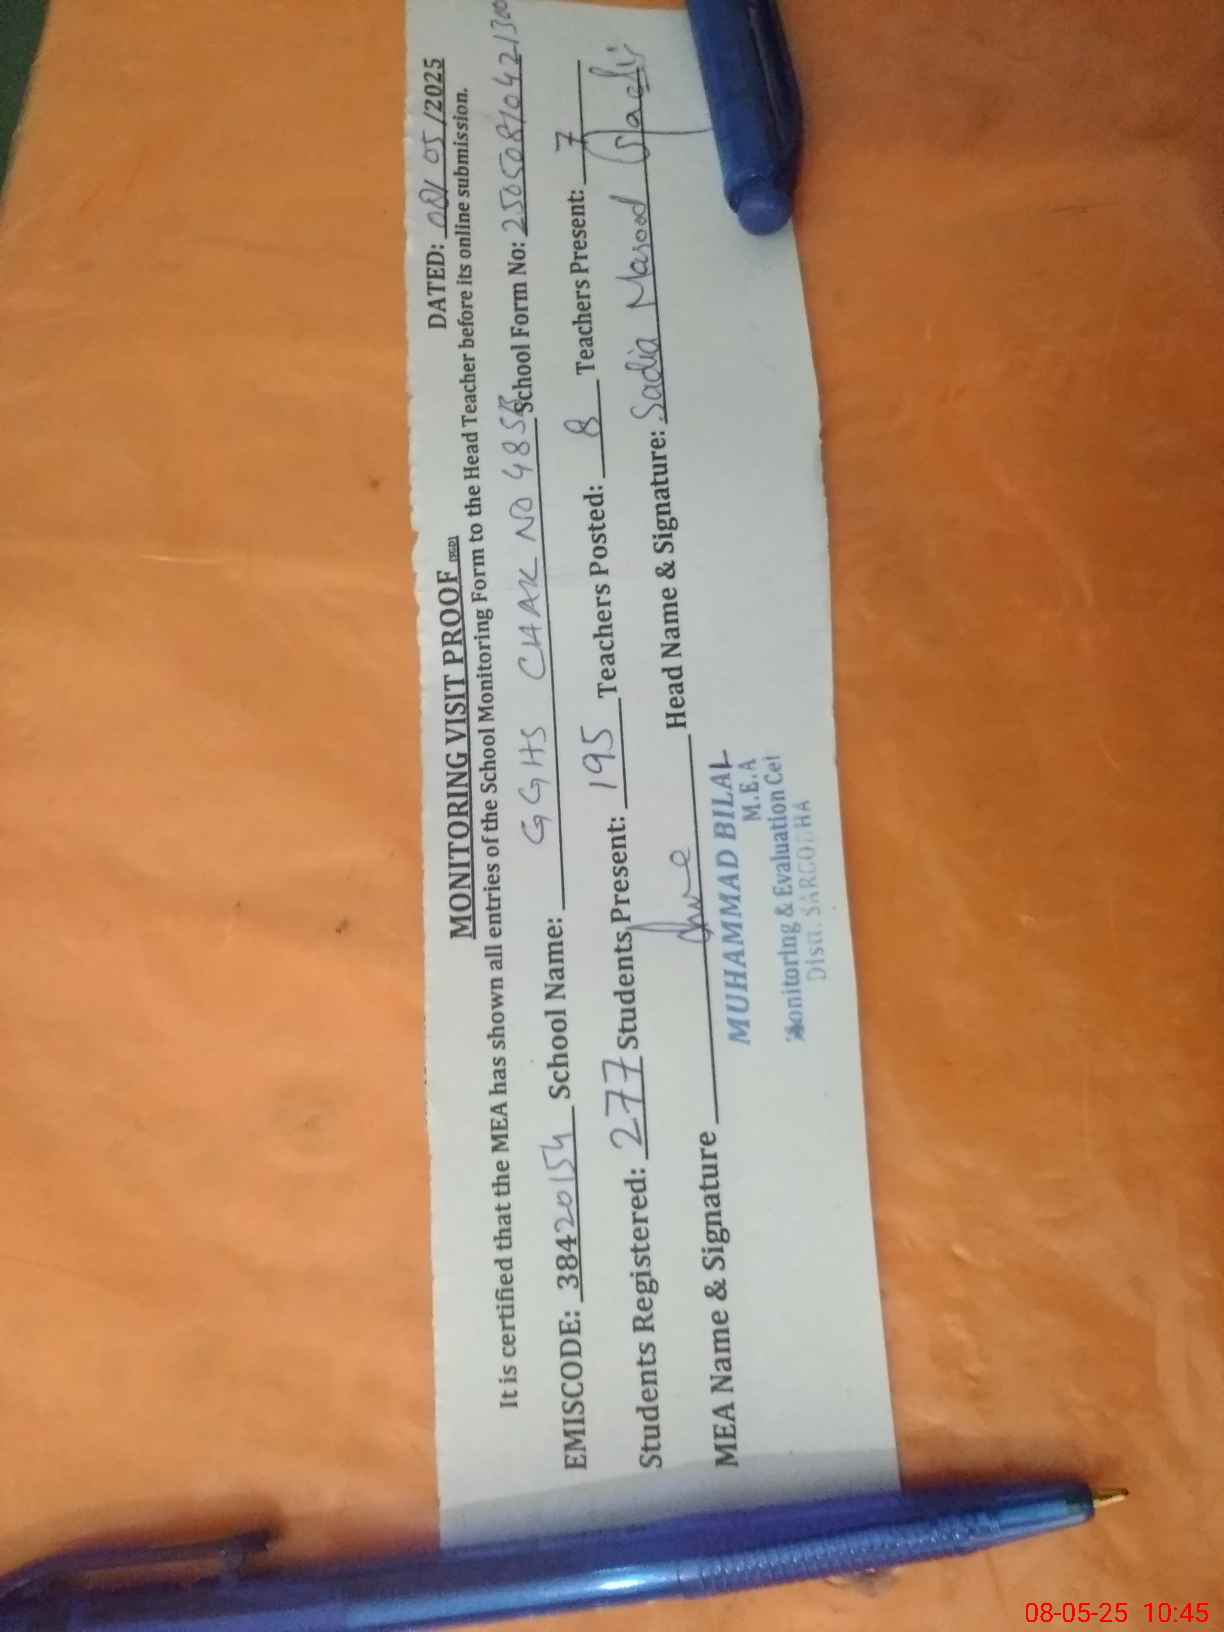 MONITORING VISIT PROOF (PGD)
DATED: 08/05/2025
It is certified that the MEA has shown all entries of the School Monitoring Form to the Head Teacher before its online submission.
EMISCODE: 38420154 School Name: GGHS CHAK NO 48SB School Form No: 25050810421300
Students Registered: 277 Students Present: 195 Teachers Posted: 8 Teachers Present: 7
MEA Name & Signature Head Name & Signature: Sadia Masood Sadia
MUHAMMAD BILAL
M.E.A
Monitoring & Evaluation Cel
Distt. SARGODHA
08-05-25 10:45